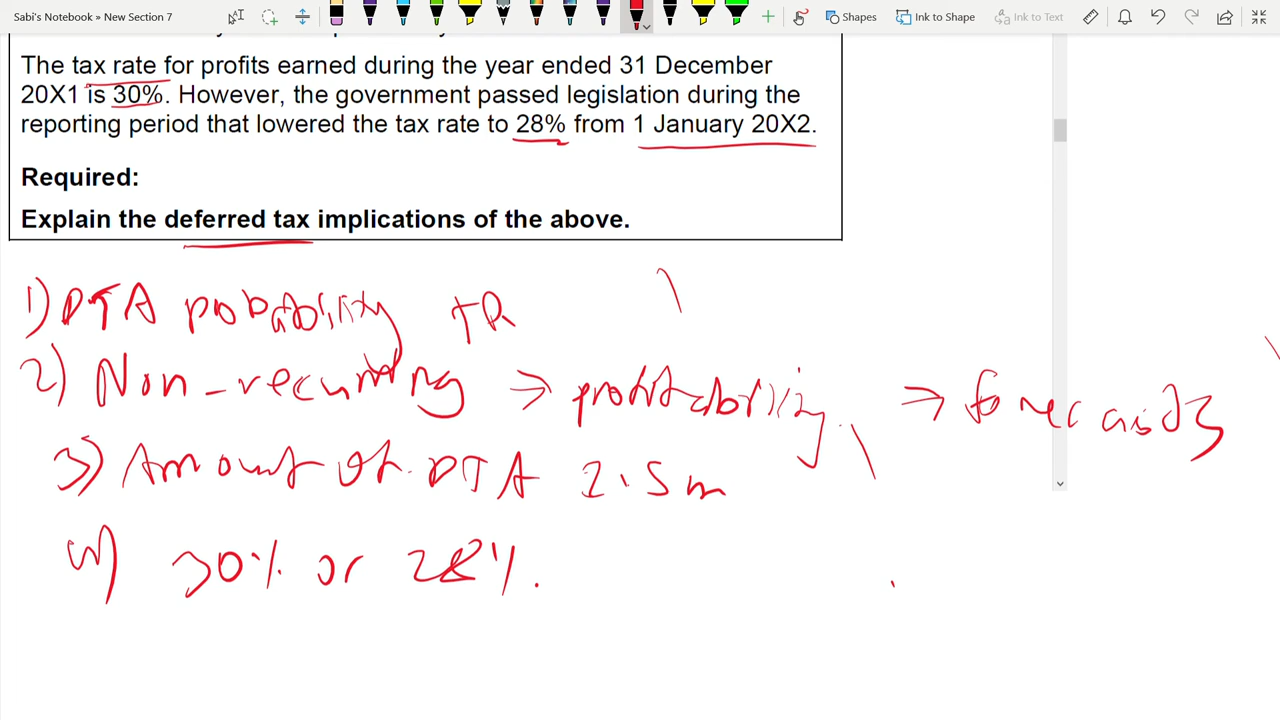 Sabi's Notebook » New Section 7
Shapes Ink to Shape Ink to Text
The tax rate for profits earned during the year ended 31 December
20X1 is 30%. However, the government passed legislation during the
reporting period that lowered the tax rate to 28% from 1 January 20X2.
Required:
Explain the deferred tax implications of the above.
1) DTA probability TP
2) Non-recurring → profitability → forecasts
3) Amount of DTA 2.5m
4) 30% or 28%.